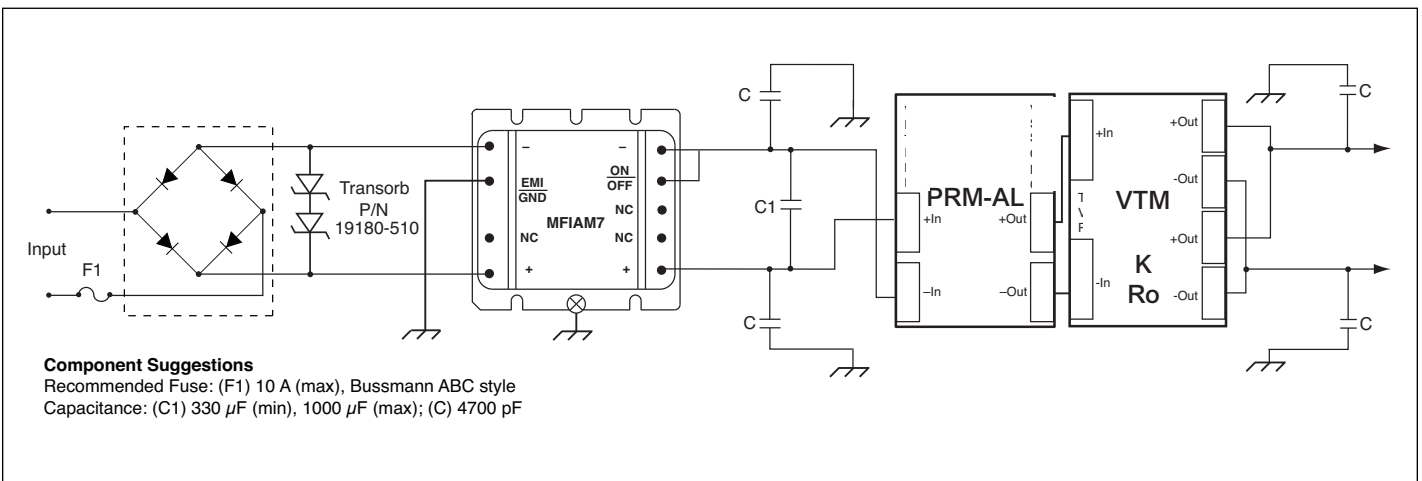 Input
F1
Transorb
P/N
19180-510
–
EMI
GND
NC
+
MFIAM7
–
ON
OFF
NC
NC
NC
+
C
C1
C
PRM-AL
+In
–In
+Out
–Out
VTM
K
Ro
+In
-In
+Out
-Out
+Out
-Out
C
C
Component Suggestions
Recommended Fuse: (F1) 10 A (max), Bussmann ABC style
Capacitance: (C1) 330 µF (min), 1000 µF (max); (C) 4700 pF